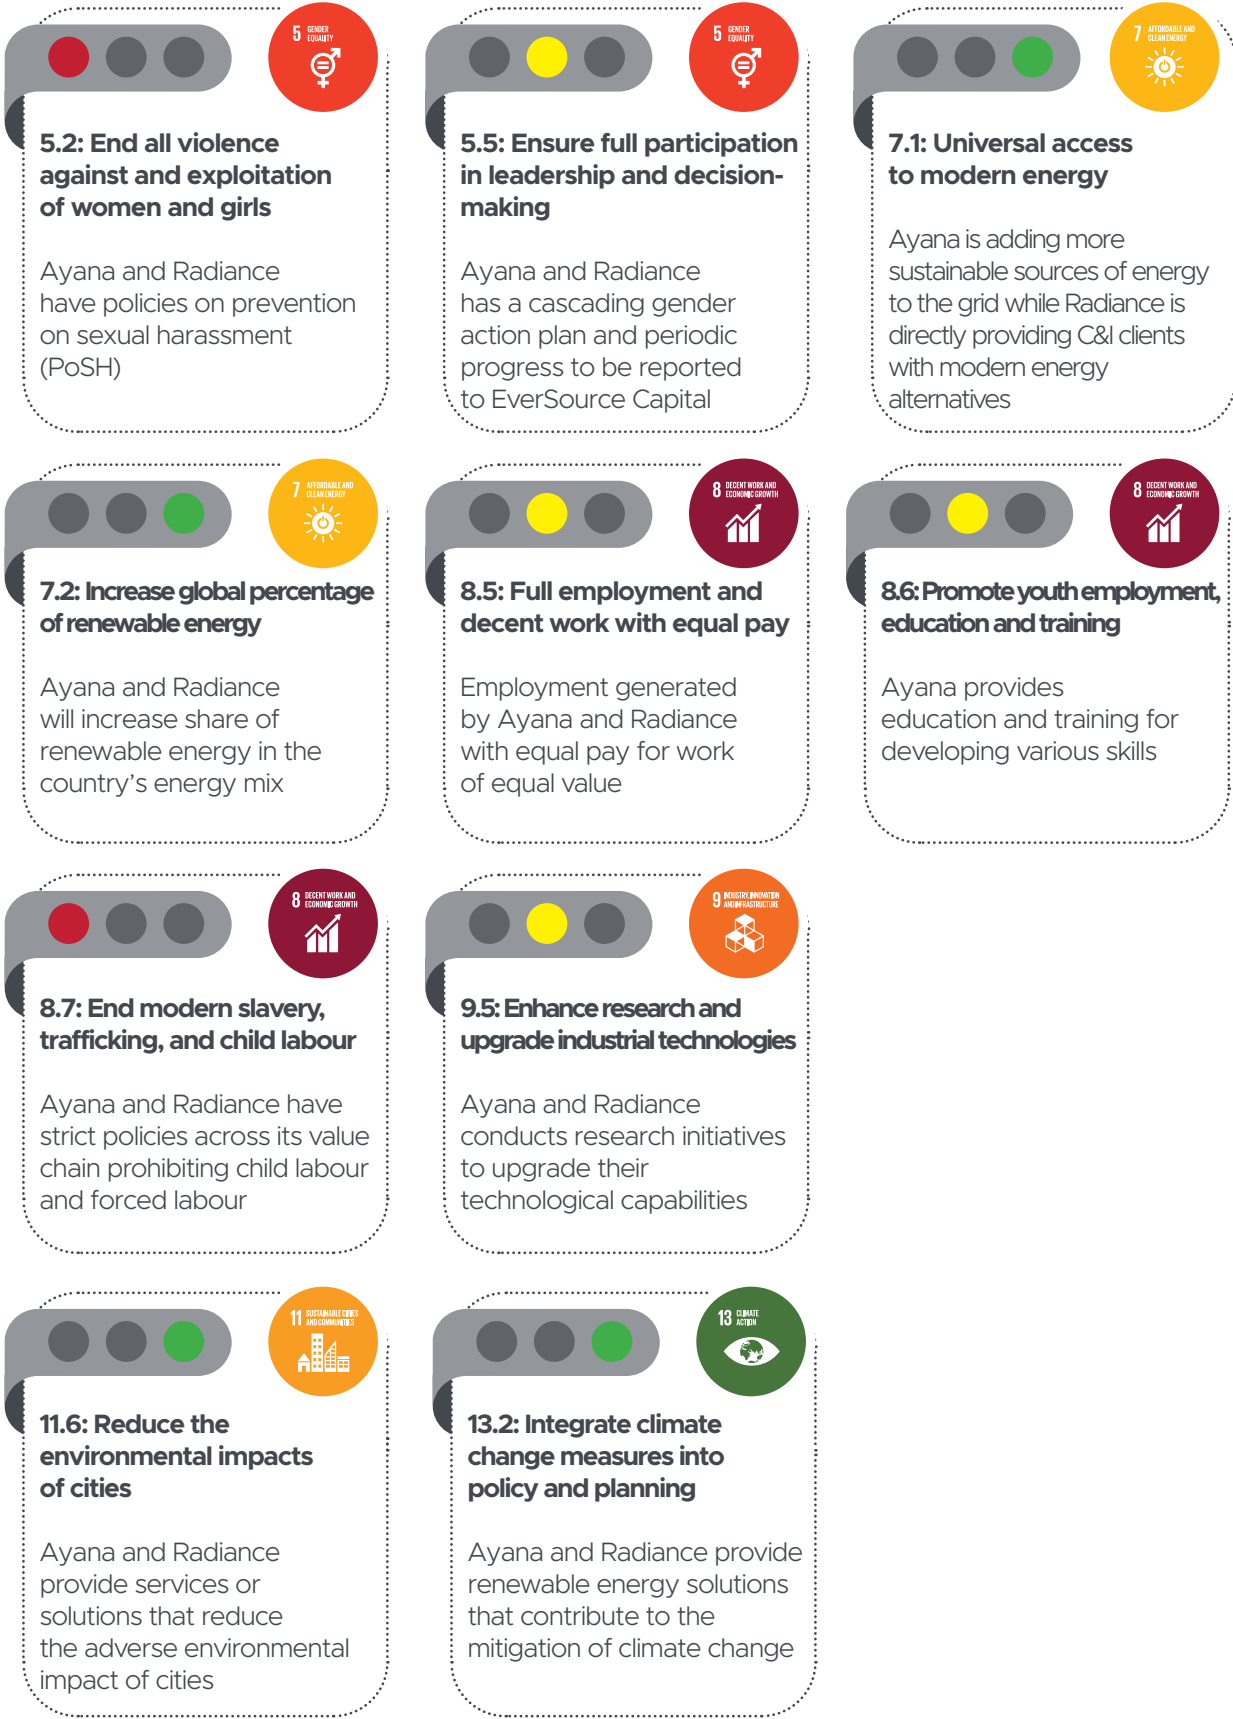 5 GENDER
EQUALITY
5.2: End all violence
against and exploitation
of women and girls
Ayana and Radiance
have policies on prevention
on sexual harassment
(PoSH)
5 GENDER
EQUALITY
5.5: Ensure full participation
in leadership and decision-
making
Ayana and Radiance
has a cascading gender
action plan and periodic
progress to be reported
to EverSource Capital
7 AFFORDABLE AND
CLEAN ENERGY
7.1: Universal access
to modern energy
Ayana is adding more
sustainable sources of energy
to the grid while Radiance is
directly providing C&I clients
with modern energy
alternatives
7 AFFORDABLE AND
CLEAN ENERGY
7.2: Increase global percentage
of renewable energy
Ayana and Radiance
will increase share of
renewable energy in the
country’s energy mix
8 DECENT WORK AND
ECONOMIC GROWTH
8.5: Full employment and
decent work with equal pay
Employment generated
by Ayana and Radiance
with equal pay for work
of equal value
8 DECENT WORK AND
ECONOMIC GROWTH
8.6: Promote youth employment,
education and training
Ayana provides
education and training for
developing various skills
8 DECENT WORK AND
ECONOMIC GROWTH
8.7: End modern slavery,
trafficking, and child labour
Ayana and Radiance have
strict policies across its value
chain prohibiting child labour
and forced labour
9 INDUSTRY, INNOVATION
AND INFRASTRUCTURE
9.5: Enhance research and
upgrade industrial technologies
Ayana and Radiance
conducts research initiatives
to upgrade their
technological capabilities
11 SUSTAINABLE CITIES
AND COMMUNITIES
11.6: Reduce the
environmental impacts
of cities
Ayana and Radiance
provide services or
solutions that reduce
the adverse environmental
impact of cities
13 CLIMATE
ACTION
13.2: Integrate climate
change measures into
policy and planning
Ayana and Radiance provide
renewable energy solutions
that contribute to the
mitigation of climate change